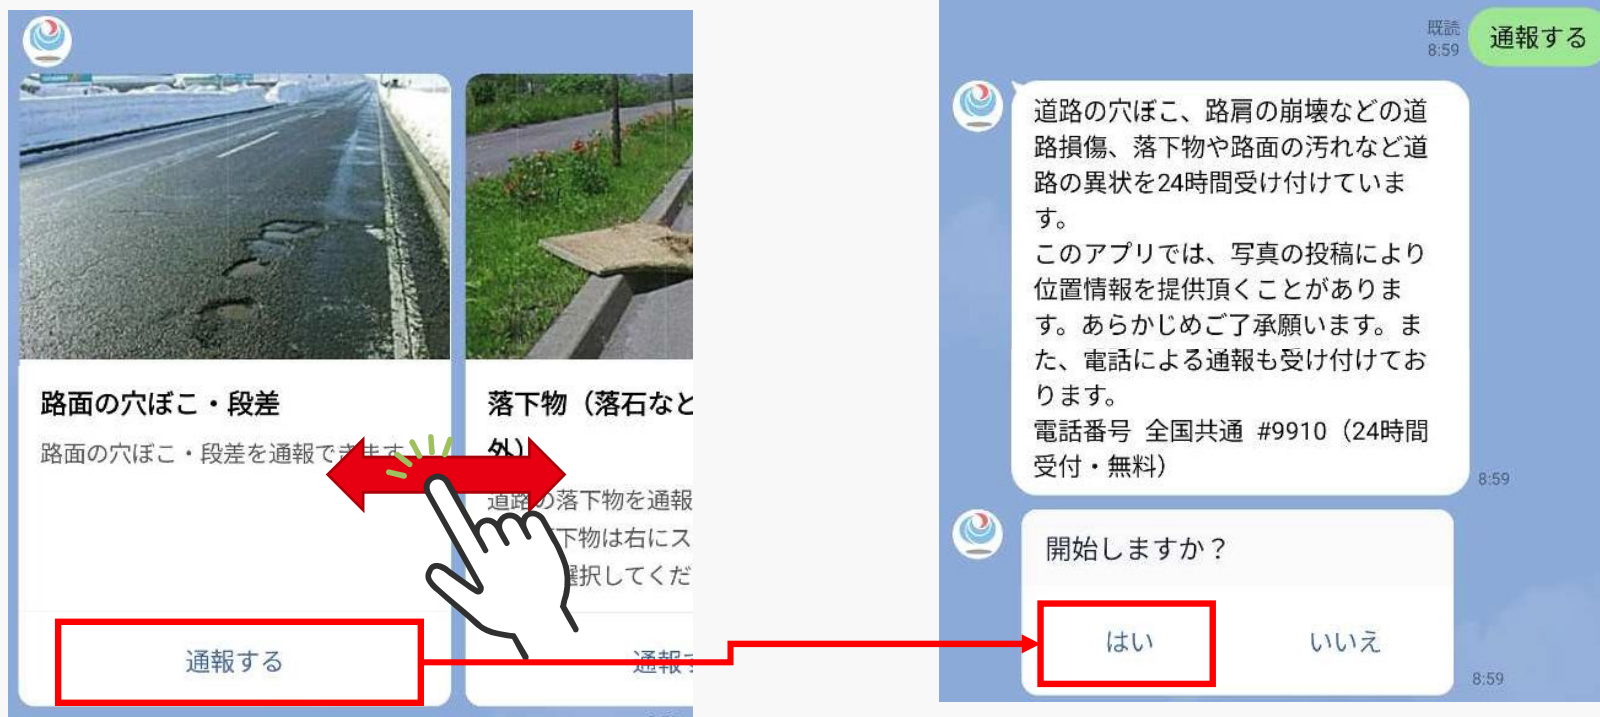 路面の穴ぼこ・段差
路面の穴ぼこ・段差を通報できます
通報する
落下物（落石など
外）
道路の落下物を通報
下物は右にス
選択してくだ
通報
既読
8:59
通報する
道路の穴ぼこ、路肩の崩壊などの道
路損傷、落下物や路面の汚れなど道
路の異状を24時間受け付けていま
す。
このアプリでは、写真の投稿により
位置情報を提供頂くことがありま
す。あらかじめご了承願います。ま
た、電話による通報も受け付けてお
ります。
電話番号 全国共通 #9910（24時間
受付・無料）
8:59
開始しますか？
はい
いいえ
8:59